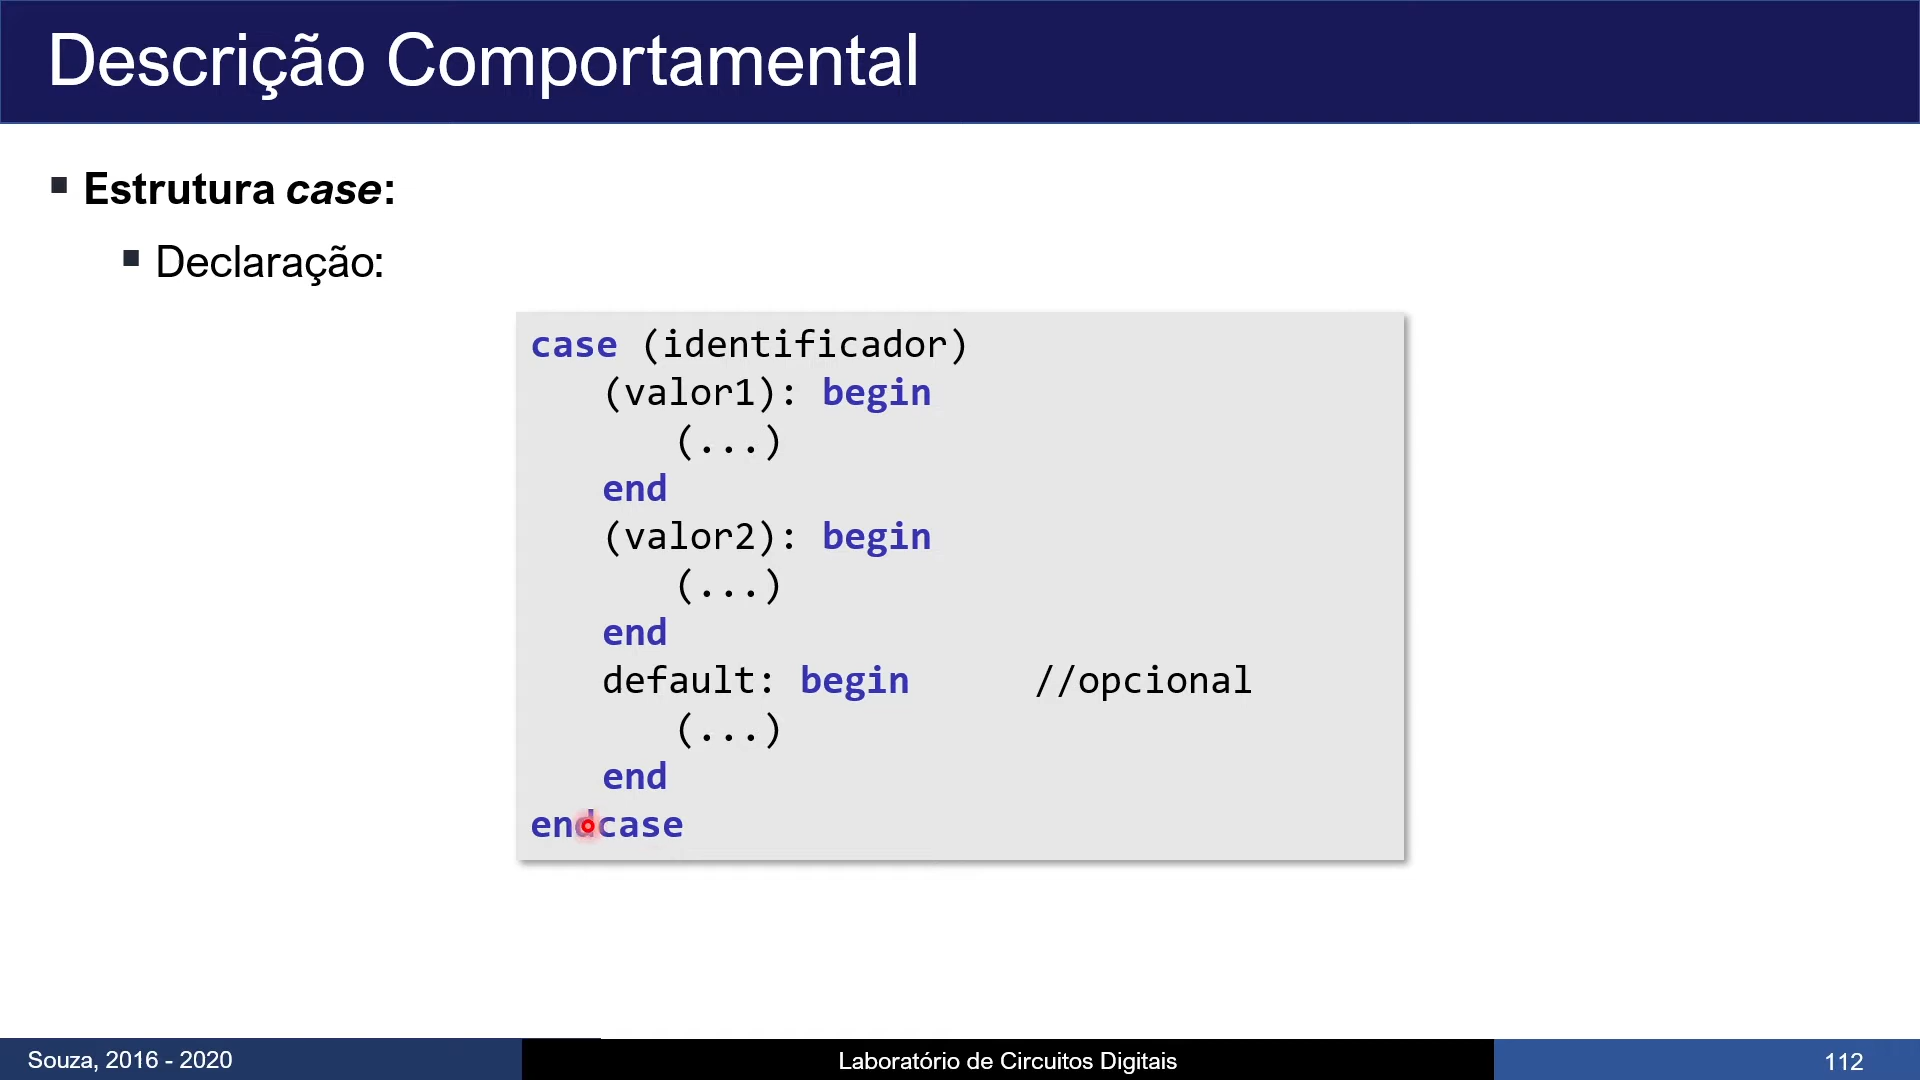 Descrição Comportamental
Estrutura case:
Declaração:
case (identificador)
(valor1): begin
(...)
end
(valor2): begin
(...)
end
default: begin //opcional
(...)
end
endcase
Souza, 2016 - 2020
Laboratório de Circuitos Digitais
112